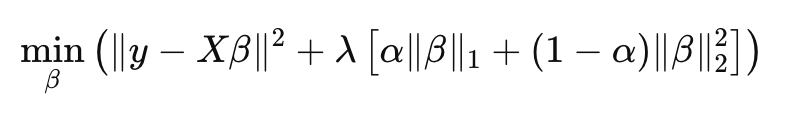 min_β (‖y − Xβ‖² + λ [α‖β‖₁ + (1 − α)‖β‖₂²])